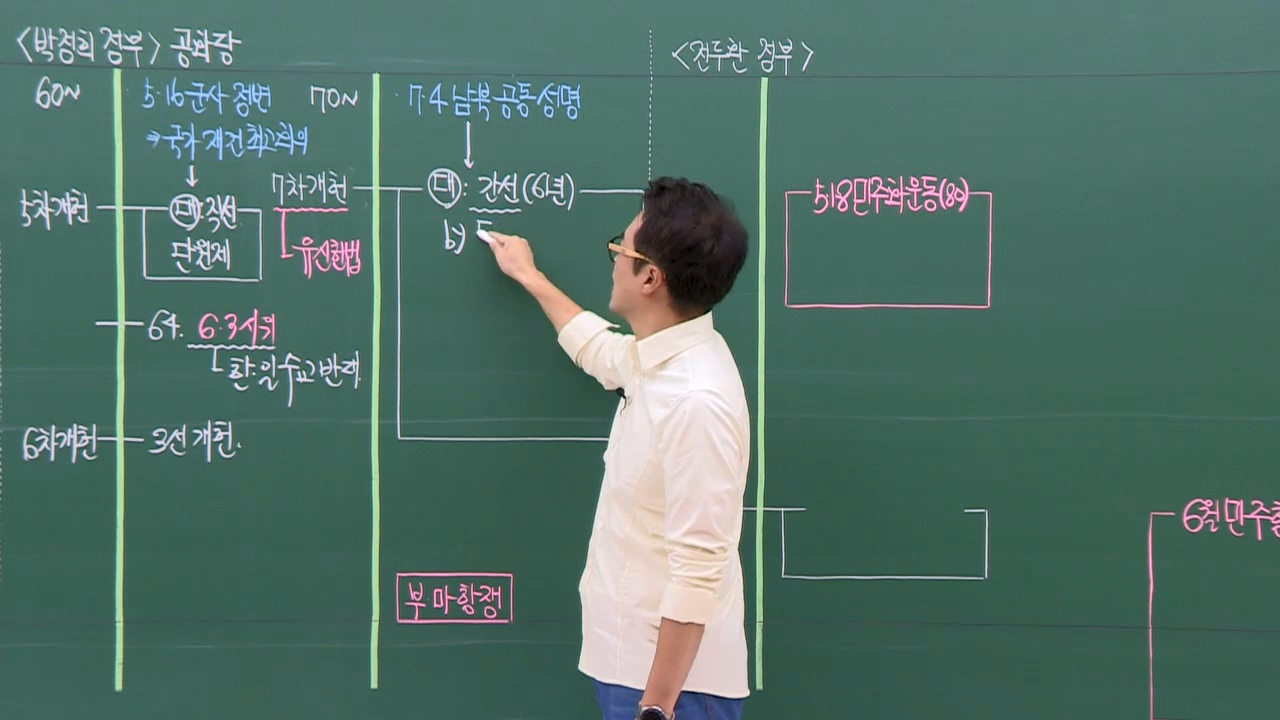 <박정희 정부> 공화당
60~
5·16 군사 정변
→ 국가재건최고회의
↓
5차개헌
대: 직선
단원제
64. 6·3시위
한·일 수교 반대.
6차개헌
3선 개헌.
70~
7·4 남북 공동 성명
↓
7차개헌
유신헌법
대: 간선 (6년)
by
부·마 항쟁
<전두환 정부>
5·18 민주화운동(80)
6월 민주